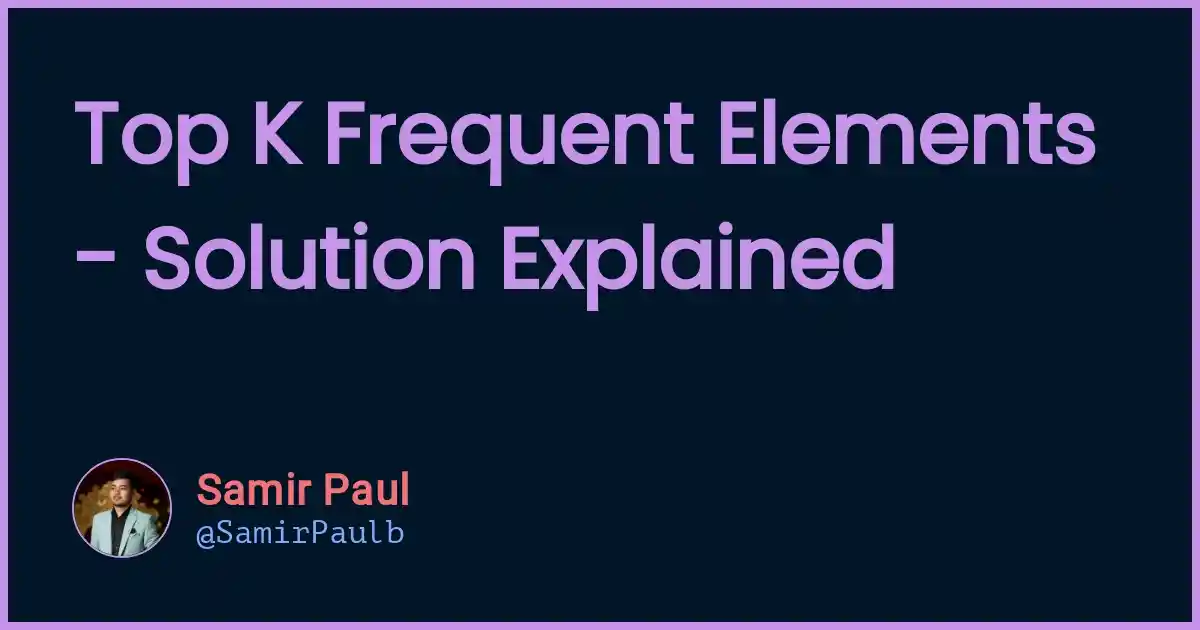 Top K Frequent Elements
- Solution Explained
Samir Paul
@SamirPaulb